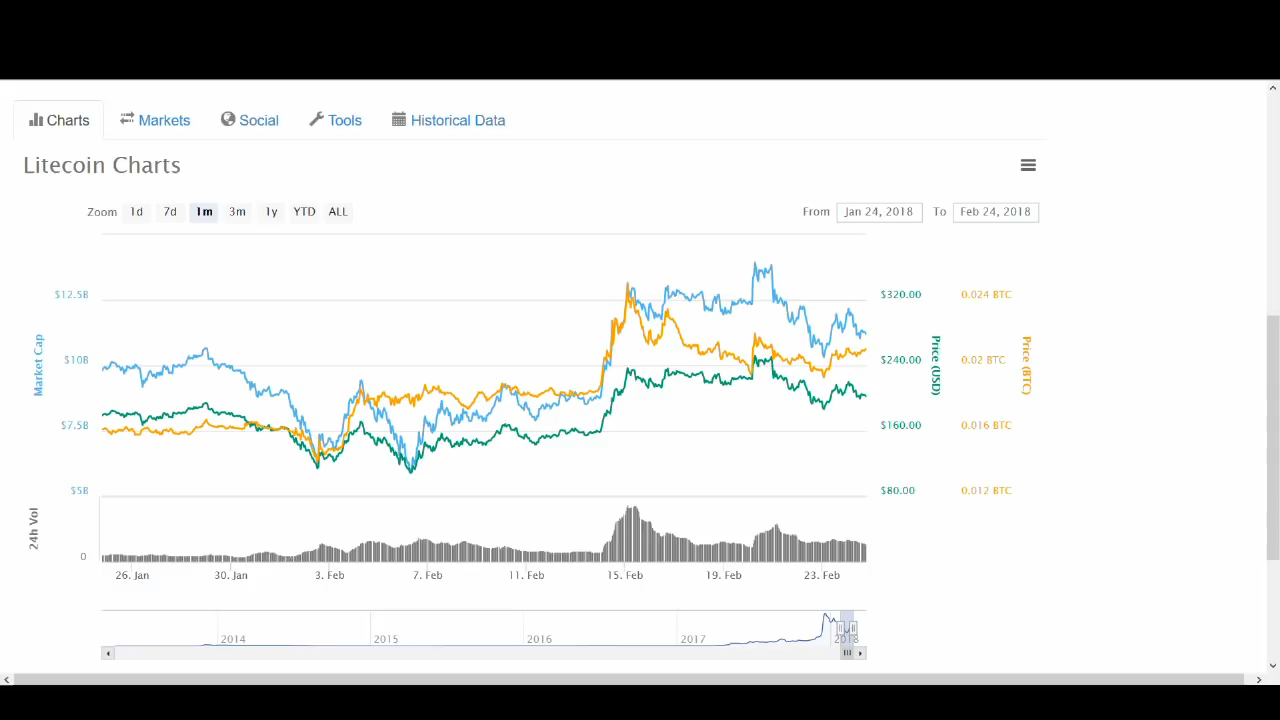 Charts Markets Social Tools Historical Data
Litecoin Charts
Zoom 1d 7d 1m 3m 1y YTD ALL From Jan 24, 2018 To Feb 24, 2018
$12.5B $320.00 0.024 BTC
$10B $240.00 0.02 BTC
$7.5B $160.00 0.016 BTC
$5B $80.00 0.012 BTC
Market Cap
Price (USD)
Price (BTC)
24h Vol
0
26. Jan 30. Jan 3. Feb 7. Feb 11. Feb 15. Feb 19. Feb 23. Feb
2014 2015 2016 2017 2018